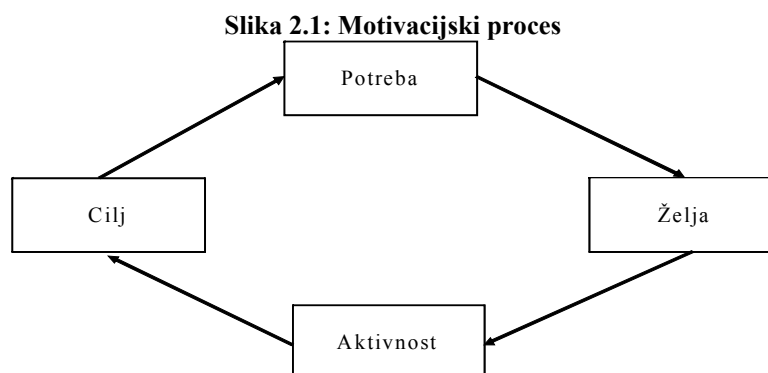 Slika 2.1: Motivacijski proces
Potreba
Cilj
Želja
Aktivnost